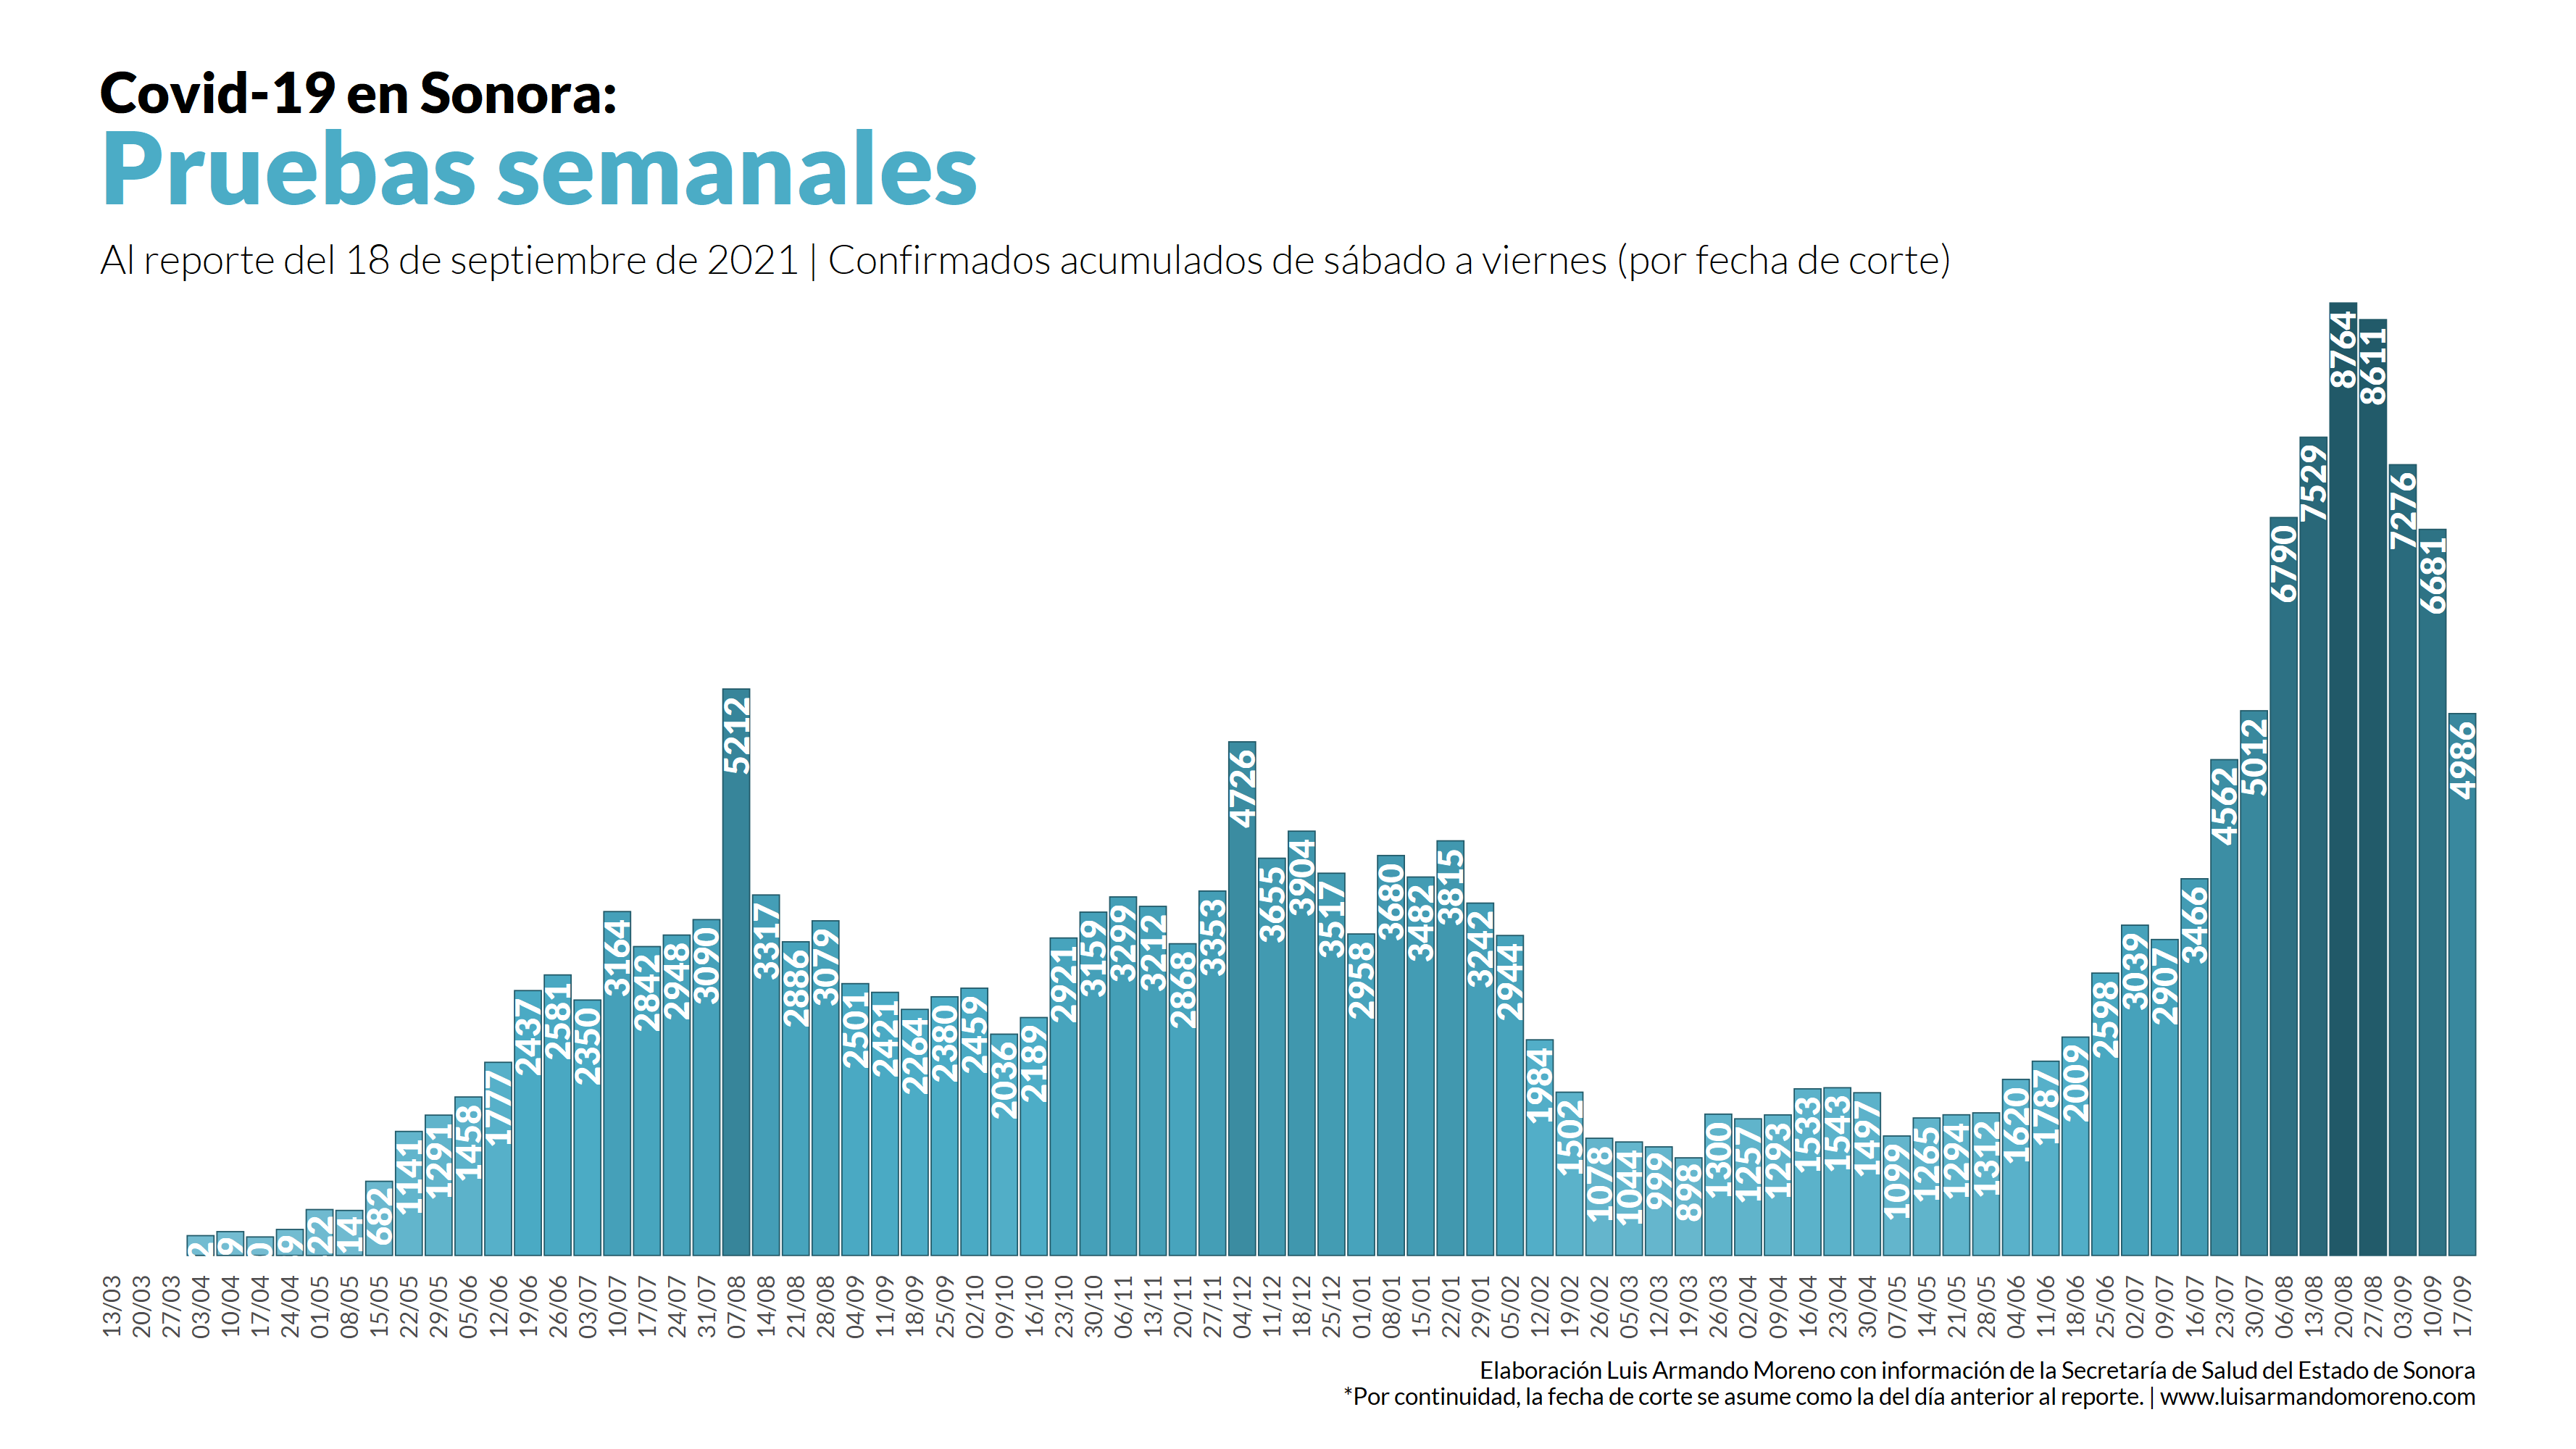 Covid-19 en Sonora:
Pruebas semanales
Al reporte del 18 de septiembre de 2021 | Confirmados acumulados de sábado a viernes (por fecha de corte)
682 1141 1291 1458 1777 2437 2581 2350 3164 2842 2948 3090 5212 3317 2886 3079 2501 2421 2264 2380 2459 2036 2189 2921 3159 3299 3212 2868 3353 4726 3655 3904 3517 2958 3680 3482 3815 3242 2944 1984 1502 1078 1044 999 898 1300 1257 1293 1533 1543 1497 1099 1265 1294 1312 1620 1787 2009 2598 3039 2907 3466 4562 5012 6790 7529 8764 8611 7276 6681 4986
13/03 20/03 27/03 03/04 10/04 17/04 24/04 01/05 08/05 15/05 22/05 29/05 05/06 12/06 19/06 26/06 03/07 10/07 17/07 24/07 31/07 07/08 14/08 21/08 28/08 04/09 11/09 18/09 25/09 02/10 09/10 16/10 23/10 30/10 06/11 13/11 20/11 27/11 04/12 11/12 18/12 25/12 01/01 08/01 15/01 22/01 29/01 05/02 12/02 19/02 26/02 05/03 12/03 19/03 26/03 02/04 09/04 16/04 23/04 30/04 07/05 14/05 21/05 28/05 04/06 11/06 18/06 25/06 02/07 09/07 16/07 23/07 30/07 06/08 13/08 20/08 27/08 03/09 10/09 17/09
Elaboración Luis Armando Moreno con información de la Secretaría de Salud del Estado de Sonora
*Por continuidad, la fecha de corte se asume como la del día anterior al reporte. | www.luisarmandomoreno.com